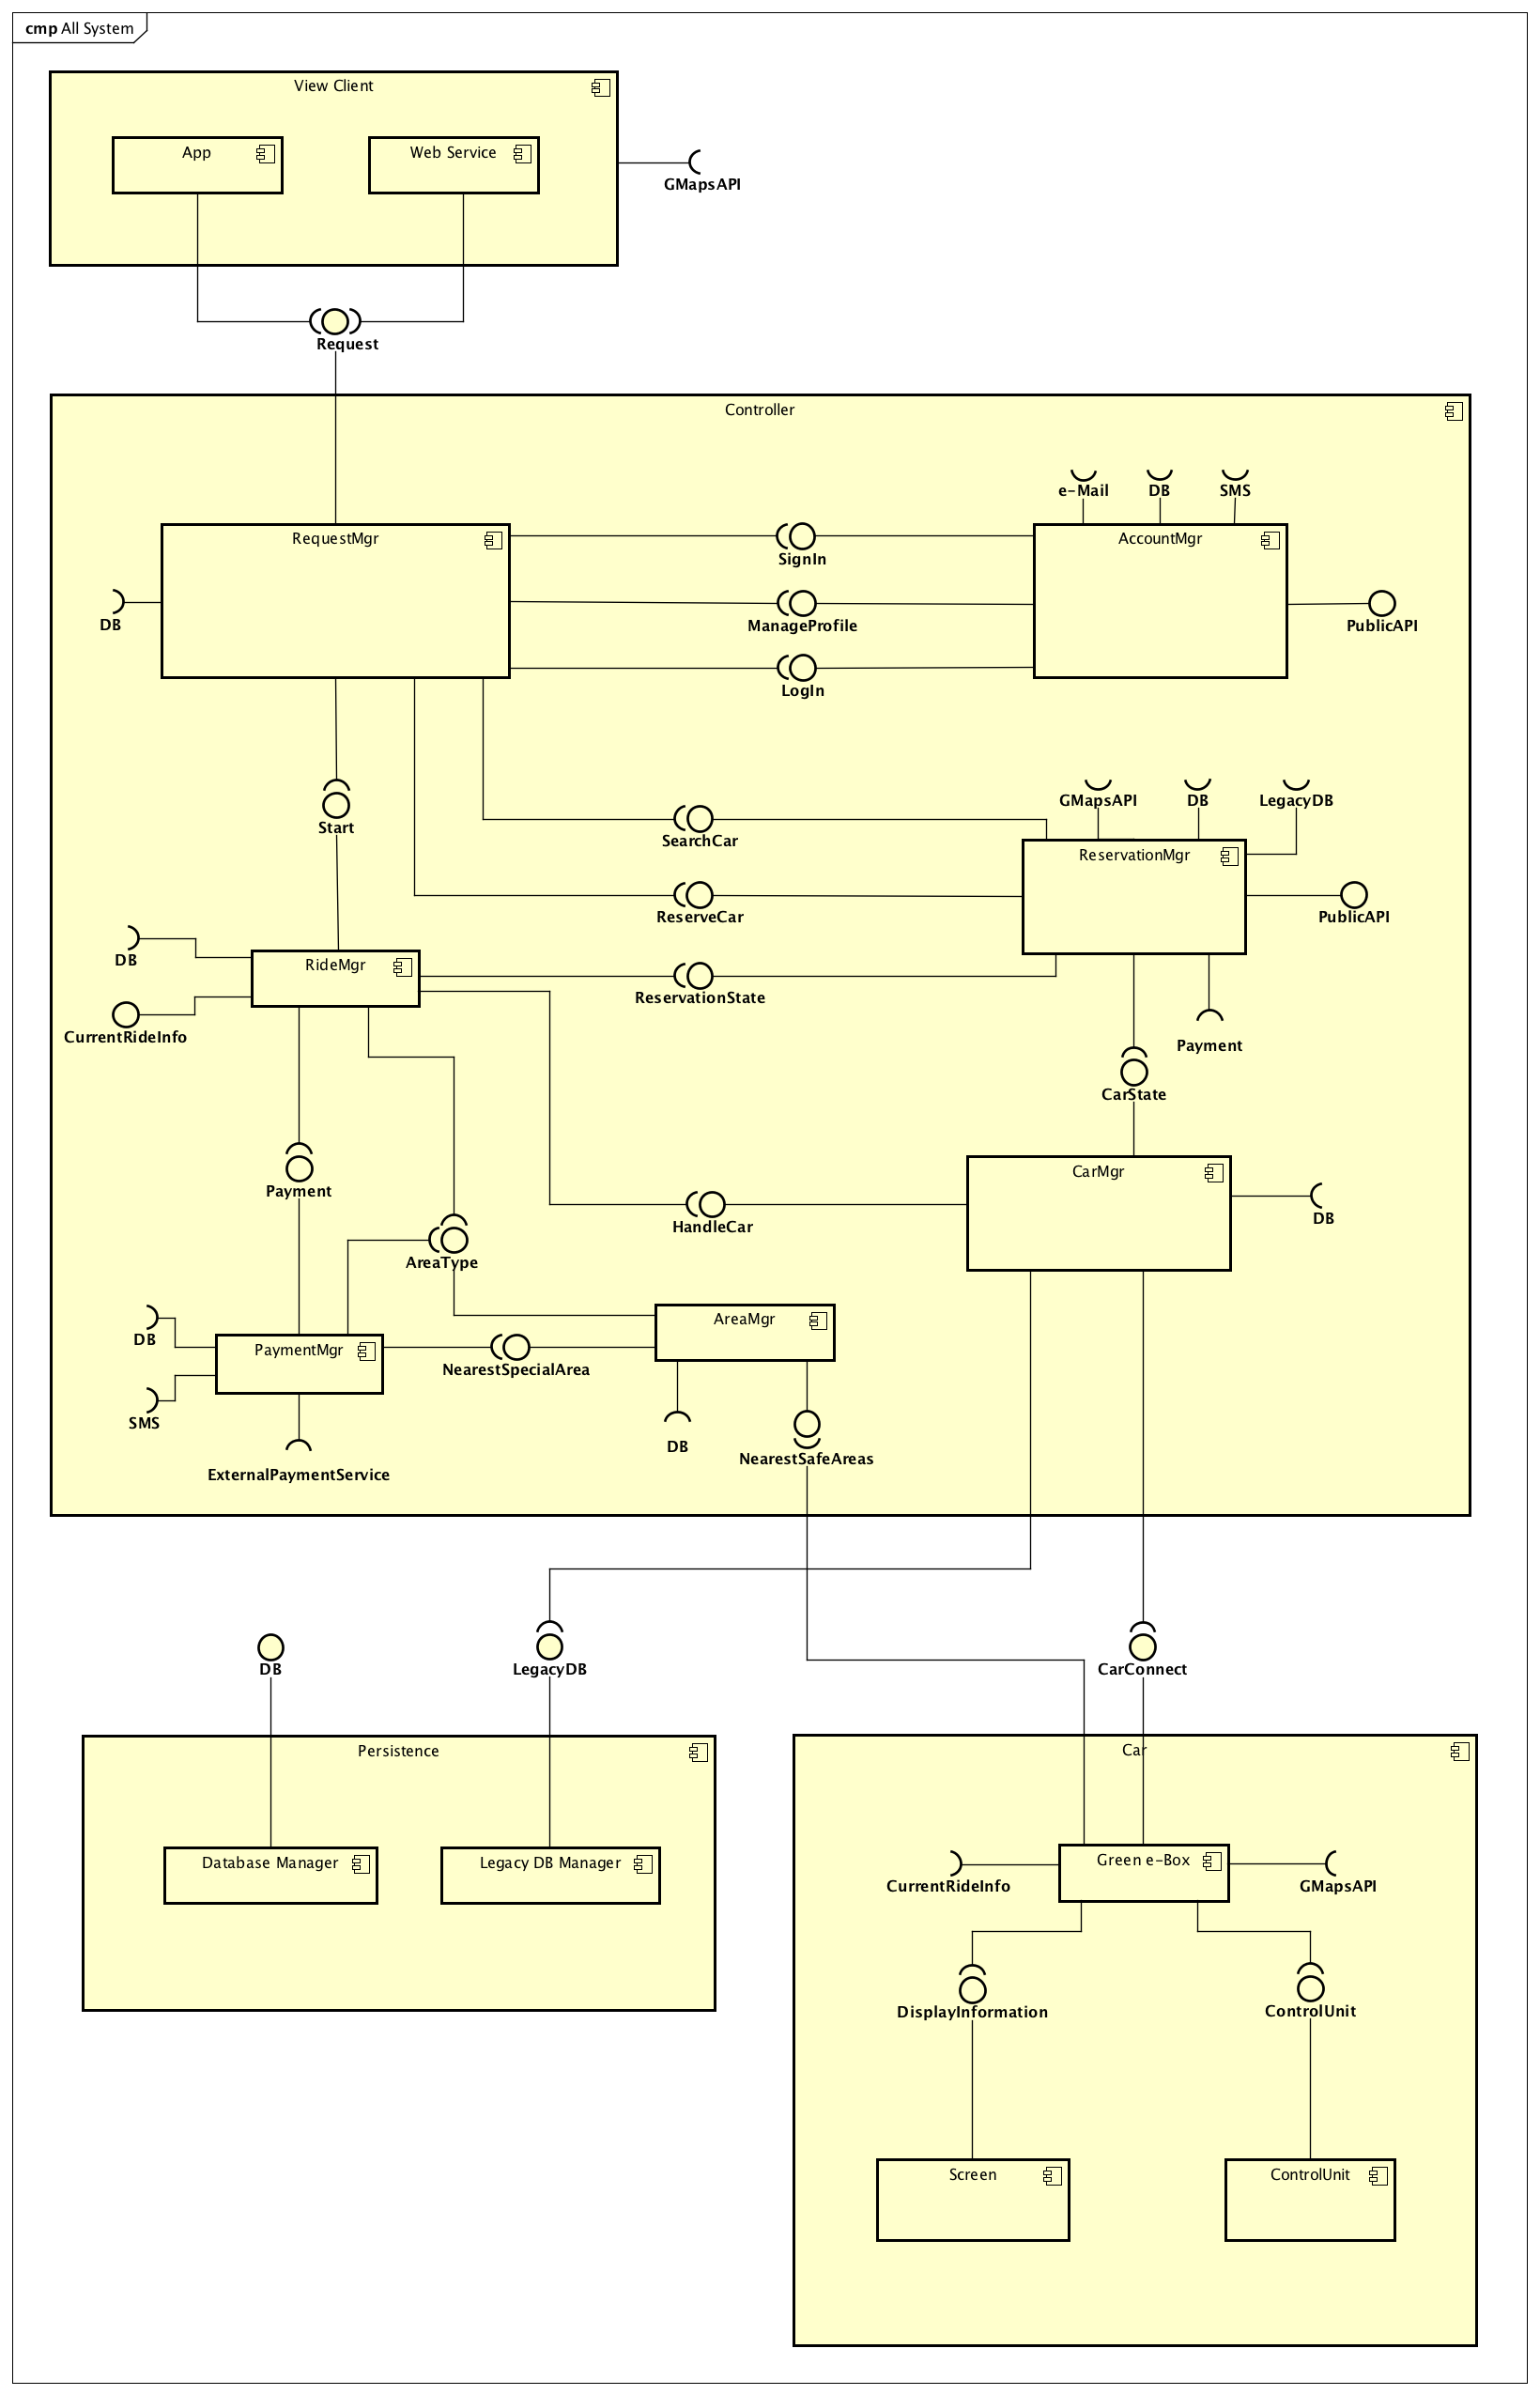 cmp All System
View Client
App
Web Service
GMapsAPI
Request
Controller
e-Mail
DB
SMS
RequestMgr
AccountMgr
SignIn
DB
ManageProfile
PublicAPI
LogIn
GMapsAPI
DB
LegacyDB
Start
SearchCar
ReservationMgr
ReserveCar
PublicAPI
DB
RideMgr
ReservationState
CurrentRideInfo
Payment
CarState
CarMgr
Payment
HandleCar
DB
AreaType
AreaMgr
DB
PaymentMgr
NearestSpecialArea
SMS
DB
NearestSafeAreas
ExternalPaymentService
DB
LegacyDB
CarConnect
Persistence
Car
Database Manager
Legacy DB Manager
Green e-Box
CurrentRideInfo
GMapsAPI
DisplayInformation
ControlUnit
Screen
ControlUnit